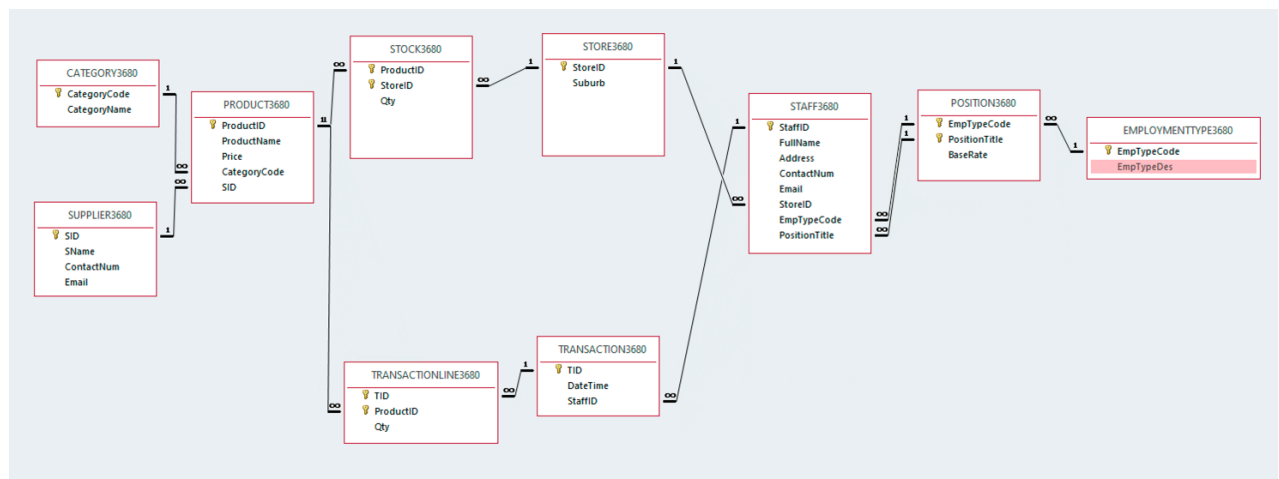 CATEGORY3680
CategoryCode
CategoryName
SUPPLIER3680
SID
SName
ContactNum
Email
PRODUCT3680
ProductID
ProductName
Price
CategoryCode
SID
STOCK3680
ProductID
StoreID
Qty
STORE3680
StoreID
Suburb
TRANSACTIONLINE3680
TID
ProductID
Qty
TRANSACTION3680
TID
DateTime
StaffID
STAFF3680
StaffID
FullName
Address
ContactNum
Email
StoreID
EmpTypeCode
PositionTitle
POSITION3680
EmpTypeCode
PositionTitle
BaseRate
EMPLOYMENTTYPE3680
EmpTypeCode
EmpTypeDes
1
∞
∞
1
1
1
∞
∞
∞
1
1
∞
∞
1
∞
1
1
1
∞
∞
∞
1